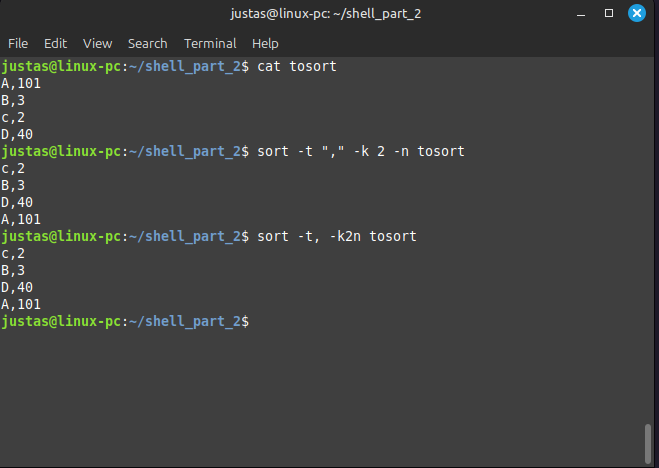 justas@linux-pc: ~/shell_part_2
File Edit View Search Terminal Help
justas@linux-pc:~/shell_part_2$ cat tosort
A,101
B,3
c,2
D,40
justas@linux-pc:~/shell_part_2$ sort -t "," -k 2 -n tosort
c,2
B,3
D,40
A,101
justas@linux-pc:~/shell_part_2$ sort -t, -k2n tosort
c,2
B,3
D,40
A,101
justas@linux-pc:~/shell_part_2$